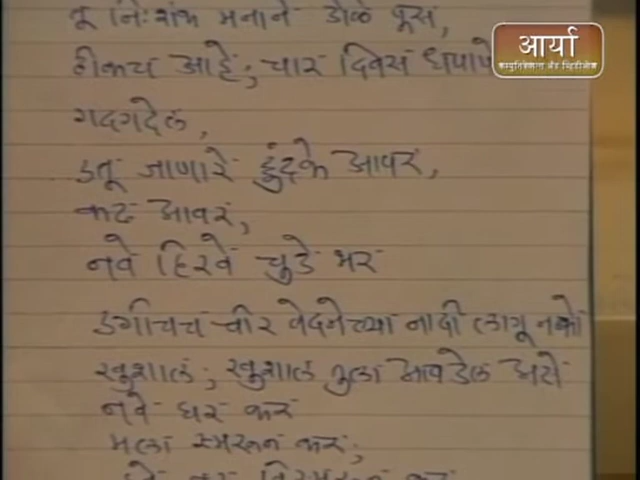 तू निःशंक मनाने डोळे पूस,
ठीकच आहे; चार दिवस धपापे
गदगदेल,
उतू जाणारे हुंदके आवर,
कढ आवर,
नवे हिरवे चुडे भर
उगीचच चीर वेदनेच्या नादी लागू नको
खुशाल; खुशाल तुला आवडेल असे
नवे घर कर
मला स्मरून कर;
आर्या